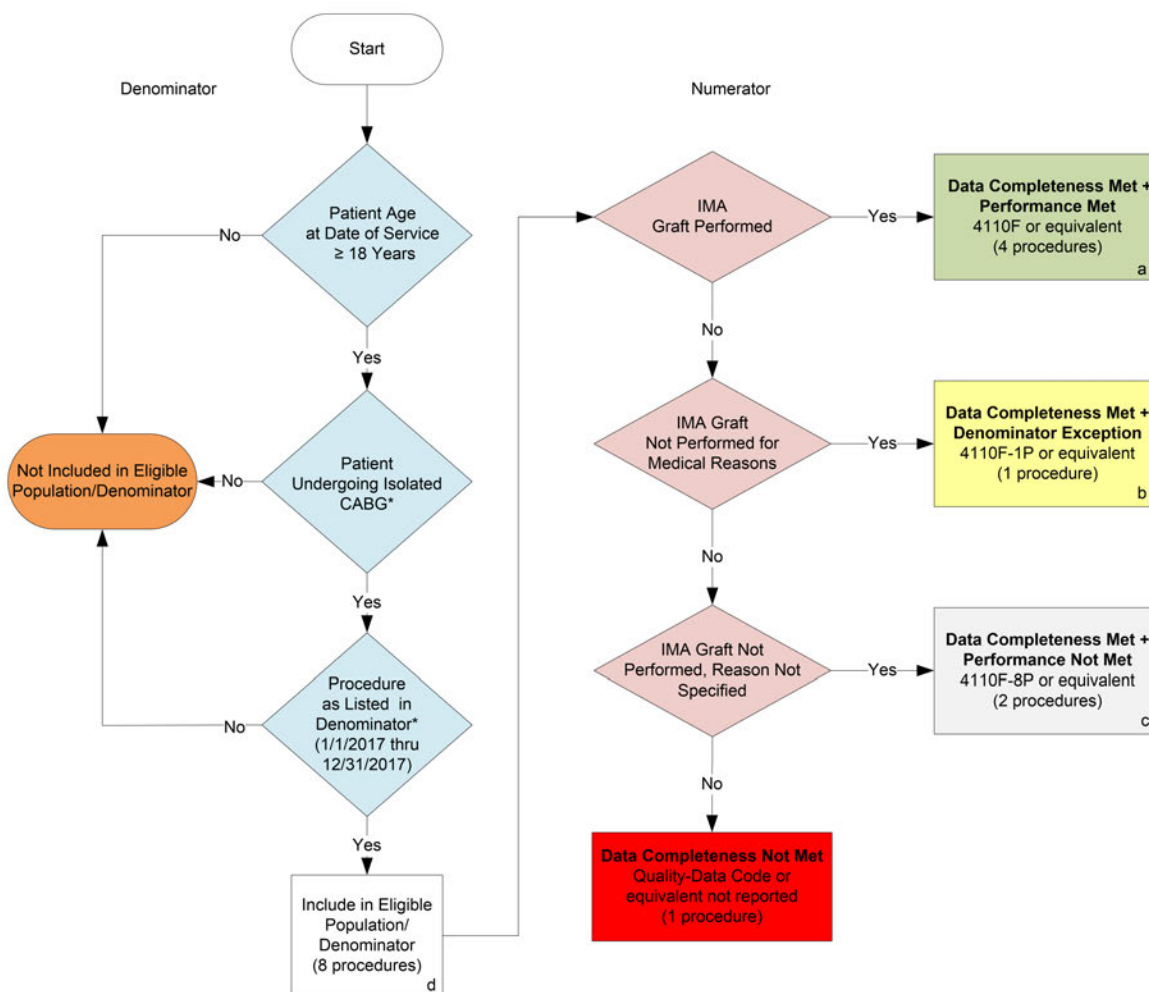 Start
Denominator
Numerator
Patient Age
at Date of Service
≥ 18 Years
No
Yes
Patient
Undergoing Isolated
CABG*
No
Not Included in Eligible
Population/Denominator
Yes
Procedure
as Listed in
Denominator*
(1/1/2017 thru
12/31/2017)
No
Yes
Include in Eligible
Population/
Denominator
(8 procedures)
d
IMA
Graft Performed
Yes
Data Completeness Met +
Performance Met
4110F or equivalent
(4 procedures)
a
No
IMA Graft
Not Performed for
Medical Reasons
Yes
Data Completeness Met +
Denominator Exception
4110F-1P or equivalent
(1 procedure)
b
No
IMA Graft Not
Performed, Reason Not
Specified
Yes
Data Completeness Met +
Performance Not Met
4110F-8P or equivalent
(2 procedures)
c
No
Data Completeness Not Met
Quality-Data Code or
equivalent not reported
(1 procedure)